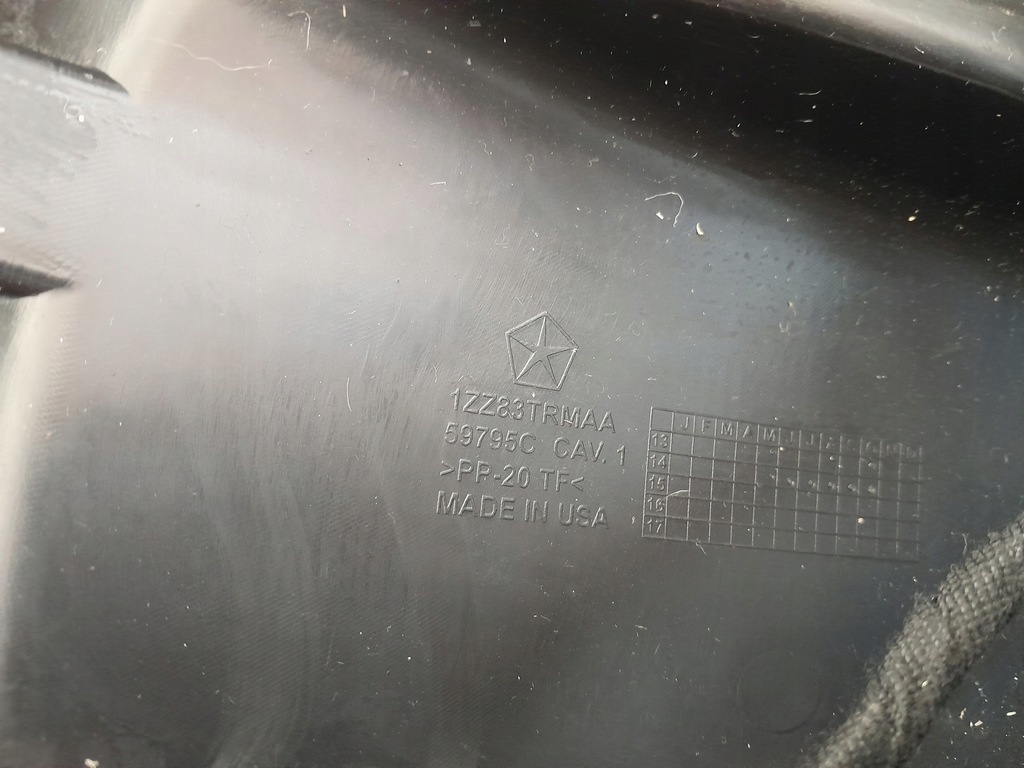 1ZZ83TRMAA
59795C CAV. 1
>PP-20 TF<
MADE IN USA
J F M A M J J A S O N D
13
14
15
16
17